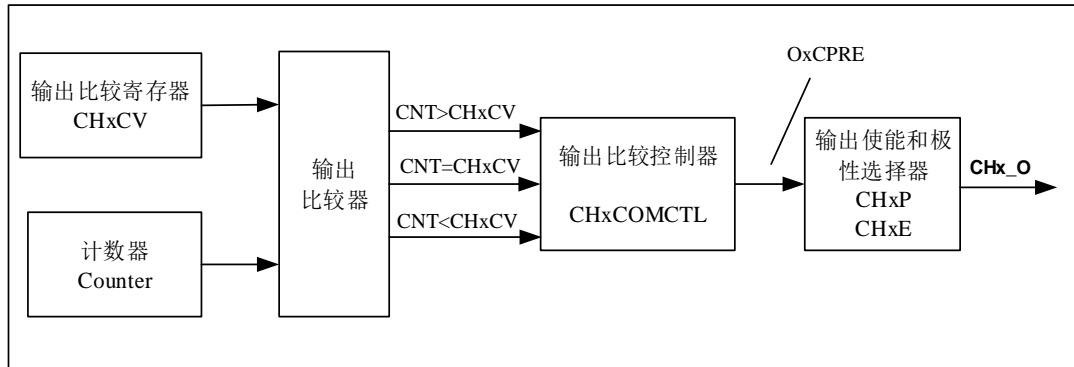 输出比较寄存器
CHxCV
计数器
Counter
输出
比较器
CNT>CHxCV
CNT=CHxCV
CNT<CHxCV
输出比较控制器
CHxCOMCTL
OxCPRE
输出使能和极
性选择器
CHxP
CHxE
CHx_O